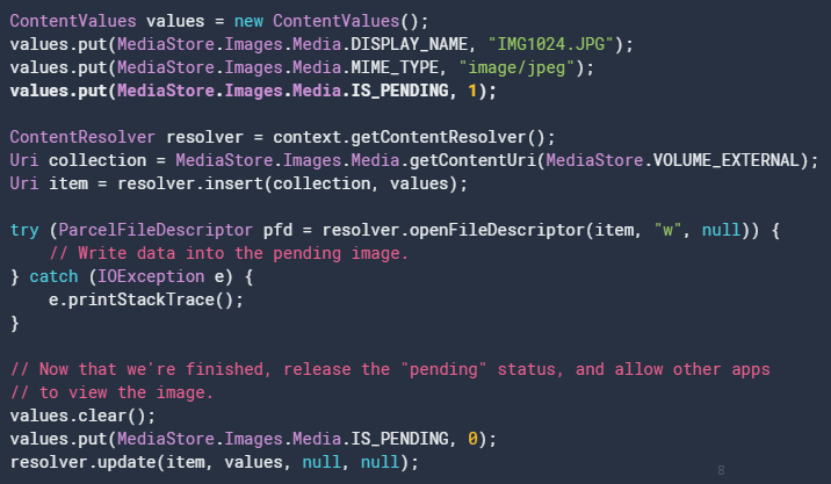 ContentValues values = new ContentValues();
values.put(MediaStore.Images.Media.DISPLAY_NAME, "IMG1024.JPG");
values.put(MediaStore.Images.Media.MIME_TYPE, "image/jpeg");
values.put(MediaStore.Images.Media.IS_PENDING, 1);

ContentResolver resolver = context.getContentResolver();
Uri collection = MediaStore.Images.Media.getContentUri(MediaStore.VOLUME_EXTERNAL);
Uri item = resolver.insert(collection, values);

try (ParcelFileDescriptor pfd = resolver.openFileDescriptor(item, "w", null)) {
    // Write data into the pending image.
} catch (IOException e) {
    e.printStackTrace();
}

// Now that we're finished, release the "pending" status, and allow other apps
// to view the image.
values.clear();
values.put(MediaStore.Images.Media.IS_PENDING, 0);
resolver.update(item, values, null, null);
8